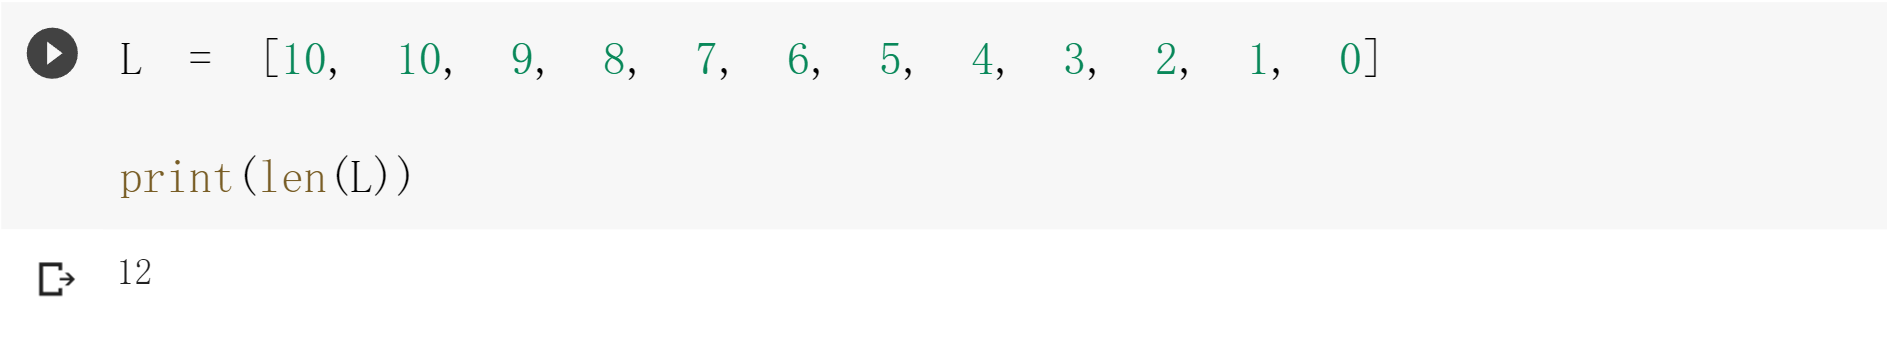 L = [10, 10, 9, 8, 7, 6, 5, 4, 3, 2, 1, 0]
print(len(L))
12